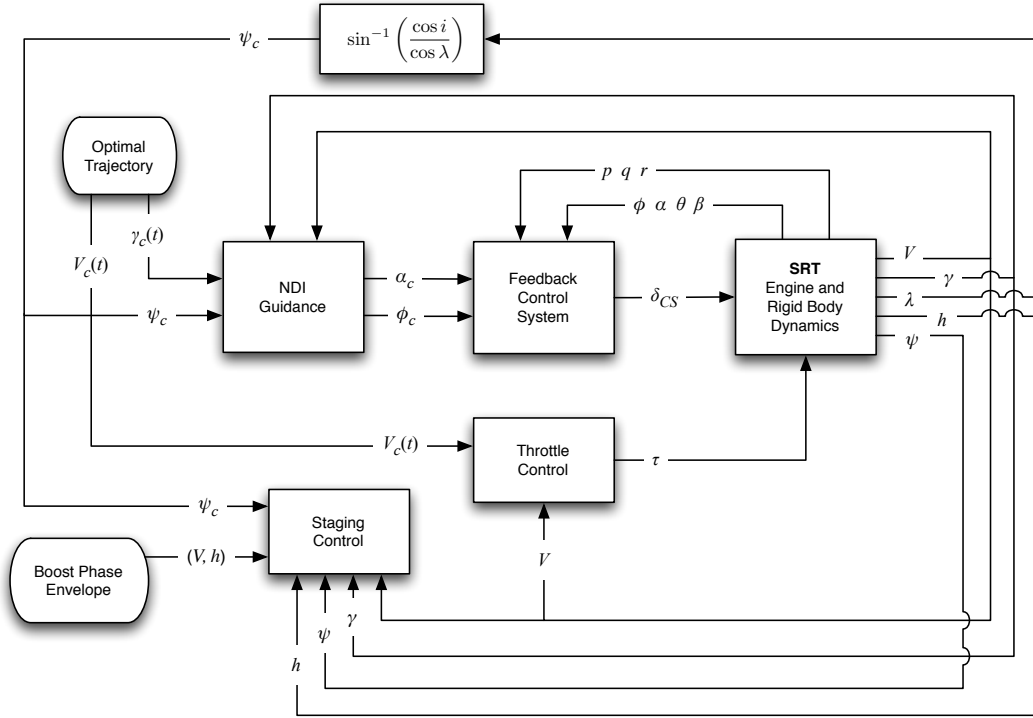 ψ_c
sin⁻¹ (cos i / cos λ)
Optimal
Trajectory
p q r
ϕ α θ β
γ_c(t)
V_c(t)
NDI
Guidance
α_c
ϕ_c
ψ_c
Feedback
Control
System
δ_CS
SRT
Engine and
Rigid Body
Dynamics
V
γ
λ
h
ψ
V_c(t)
Throttle
Control
τ
ψ_c
Staging
Control
(V, h)
Boost Phase
Envelope
V
γ
ψ
h